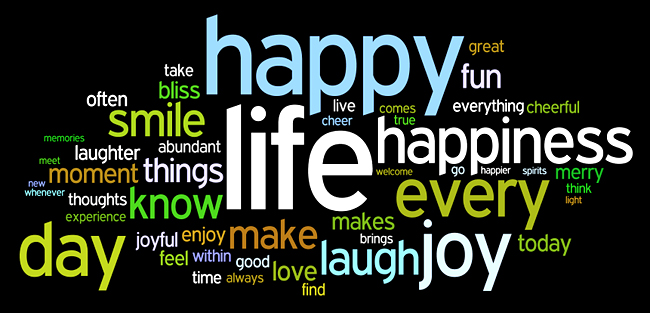 happy
great
take
fun
bliss
often
live
comes
everything
cheerful
smile
life
cheer
true
memories
laughter
abundant
happiness
meet
moment
things
welcome
go
happier
spirits
merry
new
whenever
thoughts
know
every
think
light
experience
makes
day
joyful
enjoy
make
brings
joy
today
feel
within
good
love
laugh
time
always
find